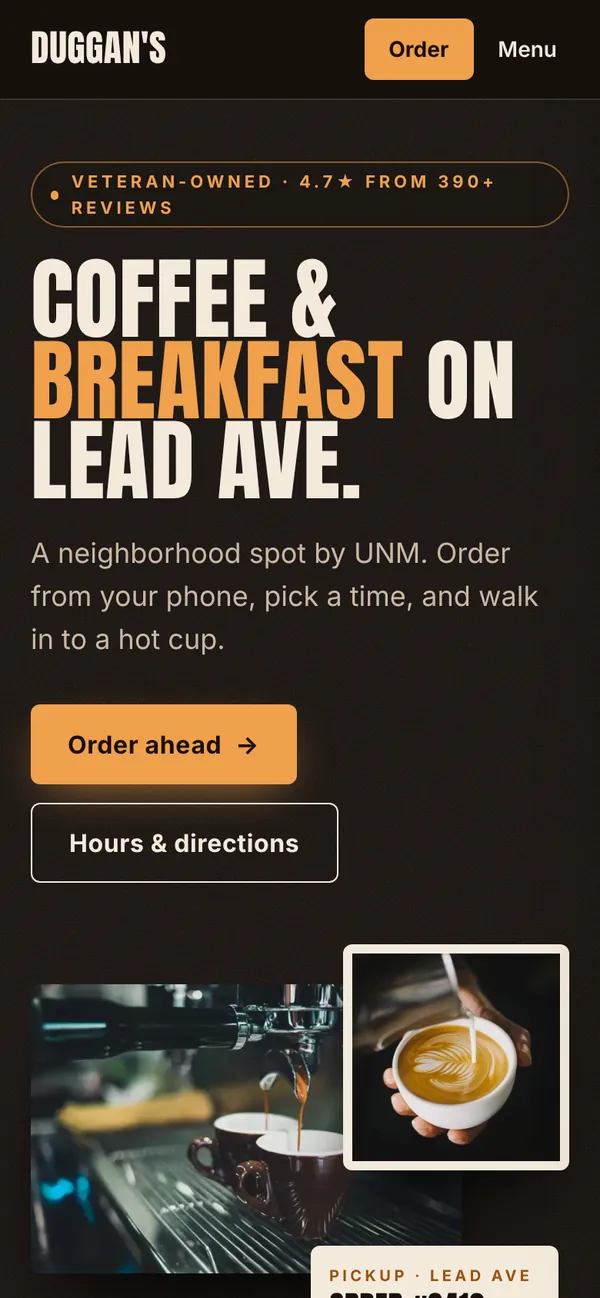 DUGGAN'S
Order
Menu
VETERAN-OWNED · 4.7★ FROM 390+
REVIEWS
COFFEE &
BREAKFAST ON
LEAD AVE.
A neighborhood spot by UNM. Order
from your phone, pick a time, and walk
in to a hot cup.
Order ahead →
Hours & directions
PICKUP · LEAD AVE